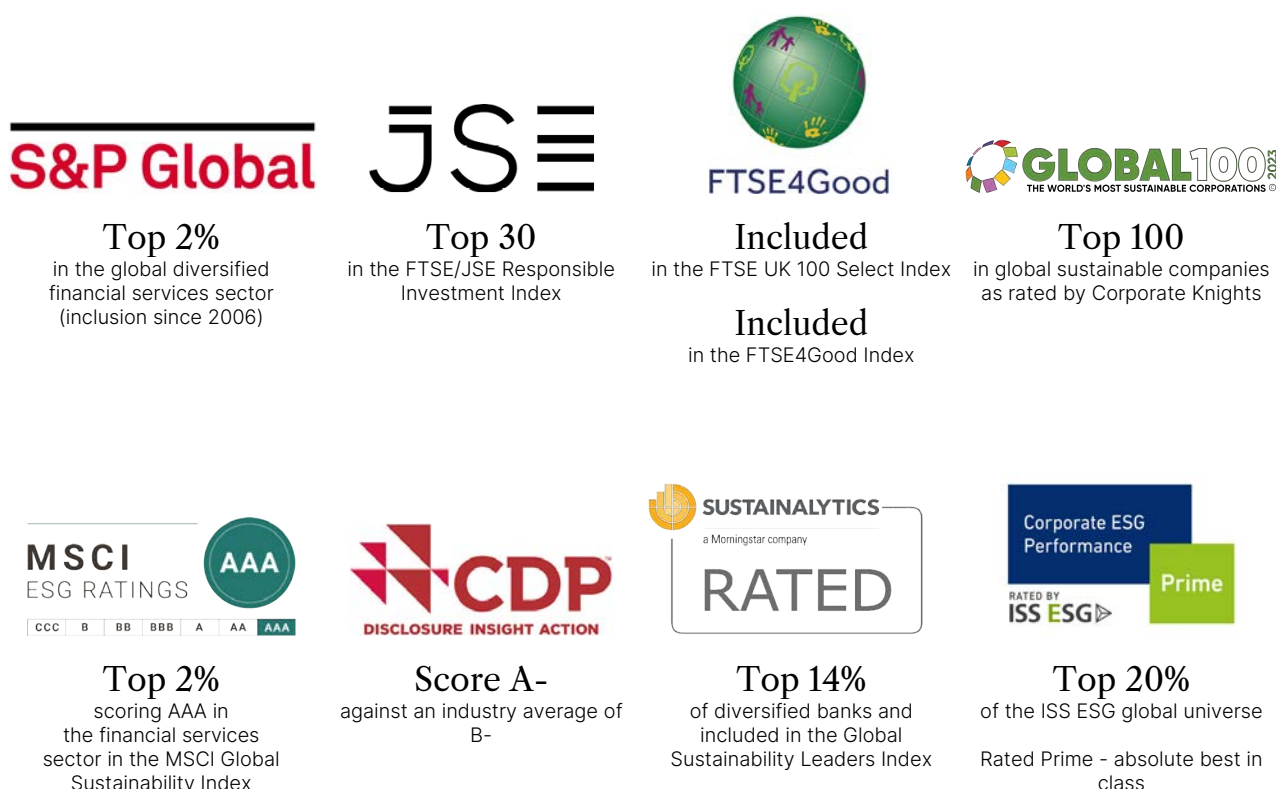 S&P Global
Top 2%
in the global diversified
financial services sector
(inclusion since 2006)
JSE
Top 30
in the FTSE/JSE Responsible
Investment Index
FTSE4Good
Included
in the FTSE UK 100 Select Index
Included
in the FTSE4Good Index
GLOBAL100
2023
THE WORLD'S MOST SUSTAINABLE CORPORATIONS ©
Top 100
in global sustainable companies
as rated by Corporate Knights
MSCI
ESG RATINGS
AAA
CCC B BB BBB A AA AAA
Top 2%
scoring AAA in
the financial services
sector in the MSCI Global
Sustainability Index
CDP™
DISCLOSURE INSIGHT ACTION
Score A-
against an industry average of
B-
SUSTAINALYTICS
a Morningstar company
RATED
Top 14%
of diversified banks and
included in the Global
Sustainability Leaders Index
Corporate ESG
Performance
Prime
RATED BY
ISS ESG
Top 20%
of the ISS ESG global universe
Rated Prime - absolute best in
class